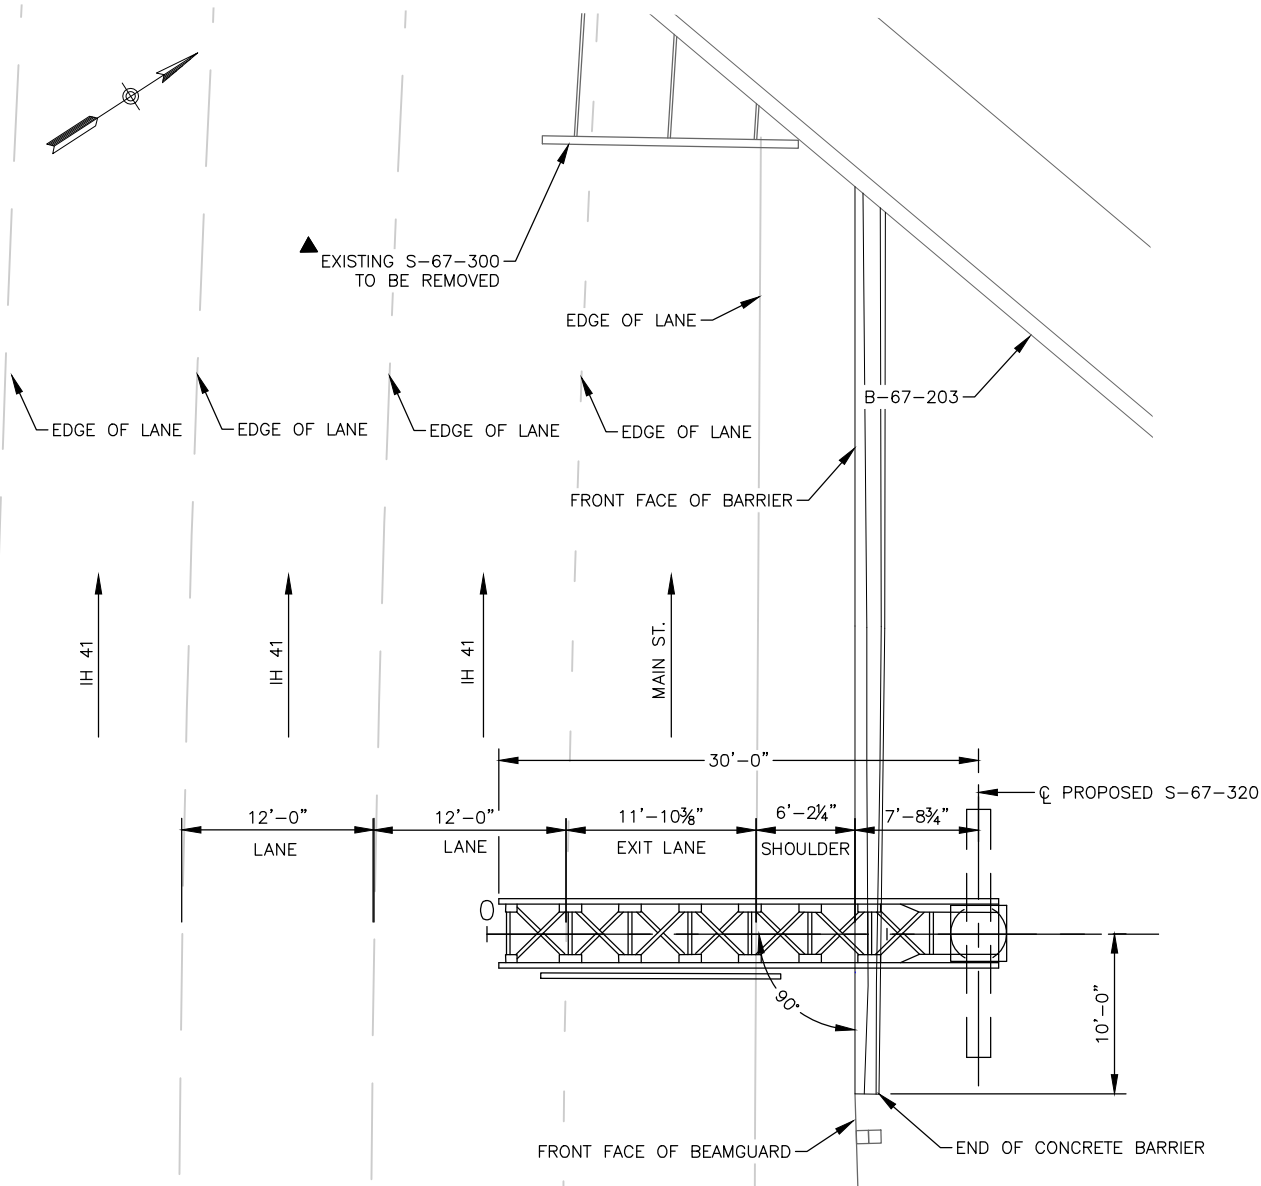 EXISTING S-67-300
TO BE REMOVED
EDGE OF LANE
B-67-203
EDGE OF LANE
EDGE OF LANE
EDGE OF LANE
EDGE OF LANE
FRONT FACE OF BARRIER
IH 41
IH 41
IH 41
MAIN ST.
30'-0"
℄ PROPOSED S-67-320
12'-0"
LANE
12'-0"
LANE
11'-10⅜"
EXIT LANE
6'-2¼"
SHOULDER
7'-8¾"
90°
10'-0"
FRONT FACE OF BEAMGUARD
END OF CONCRETE BARRIER